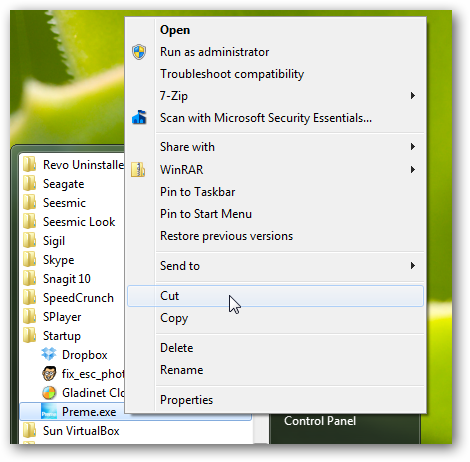 Open
Run as administrator
Troubleshoot compatibility
7-Zip
Scan with Microsoft Security Essentials...
Share with
WinRAR
Pin to Taskbar
Pin to Start Menu
Restore previous versions
Send to
Cut
Copy
Delete
Rename
Properties
Revo Uninstalle
Seagate
Seesmic
Seesmic Look
Sigil
Skype
Snagit 10
SpeedCrunch
SPlayer
Startup
Dropbox
fix_esc_phot
Gladinet Clo
Preme.exe
Sun VirtualBox
Control Panel